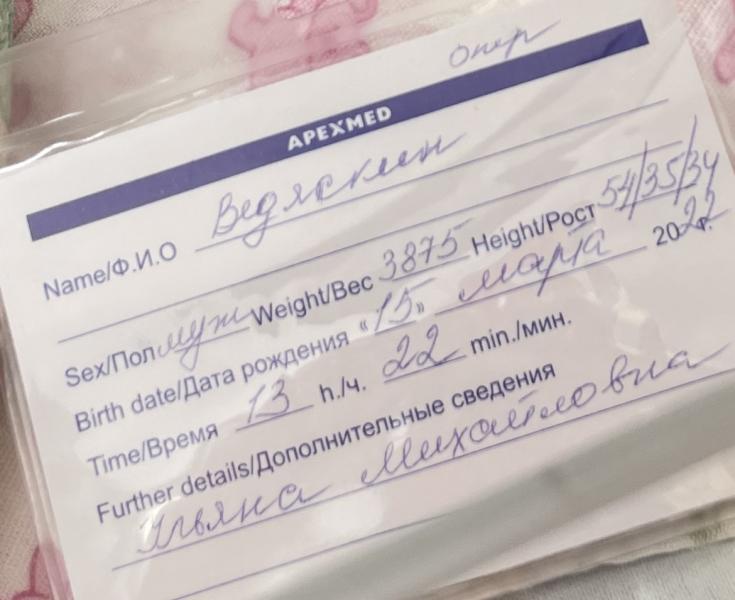 опер
APEXMED
Name/Ф.И.О Ведяскин
Sex/Пол муж Weight/Вес 3875 Height/Рост 54/35/34
Birth date/Дата рождения «15» марта 2022г.
Time/Время 13 h./ч. 22 min./мин.
Further details/Дополнительные сведения
Ульяна Михайловна